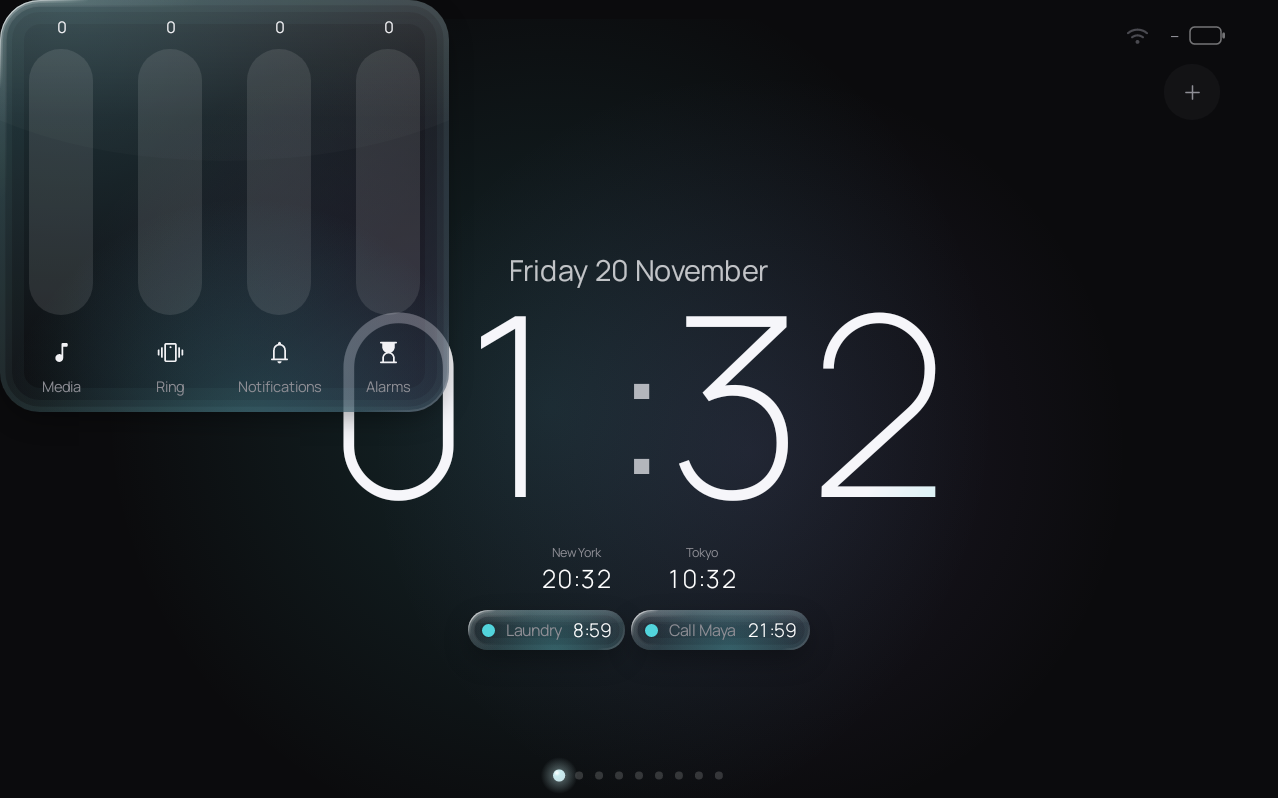 0 0 0 0
Media Ring Notifications Alarms
–
+
Friday 20 November
01:32
New York Tokyo
20:32 10:32
Laundry 8:59 Call Maya 21:59